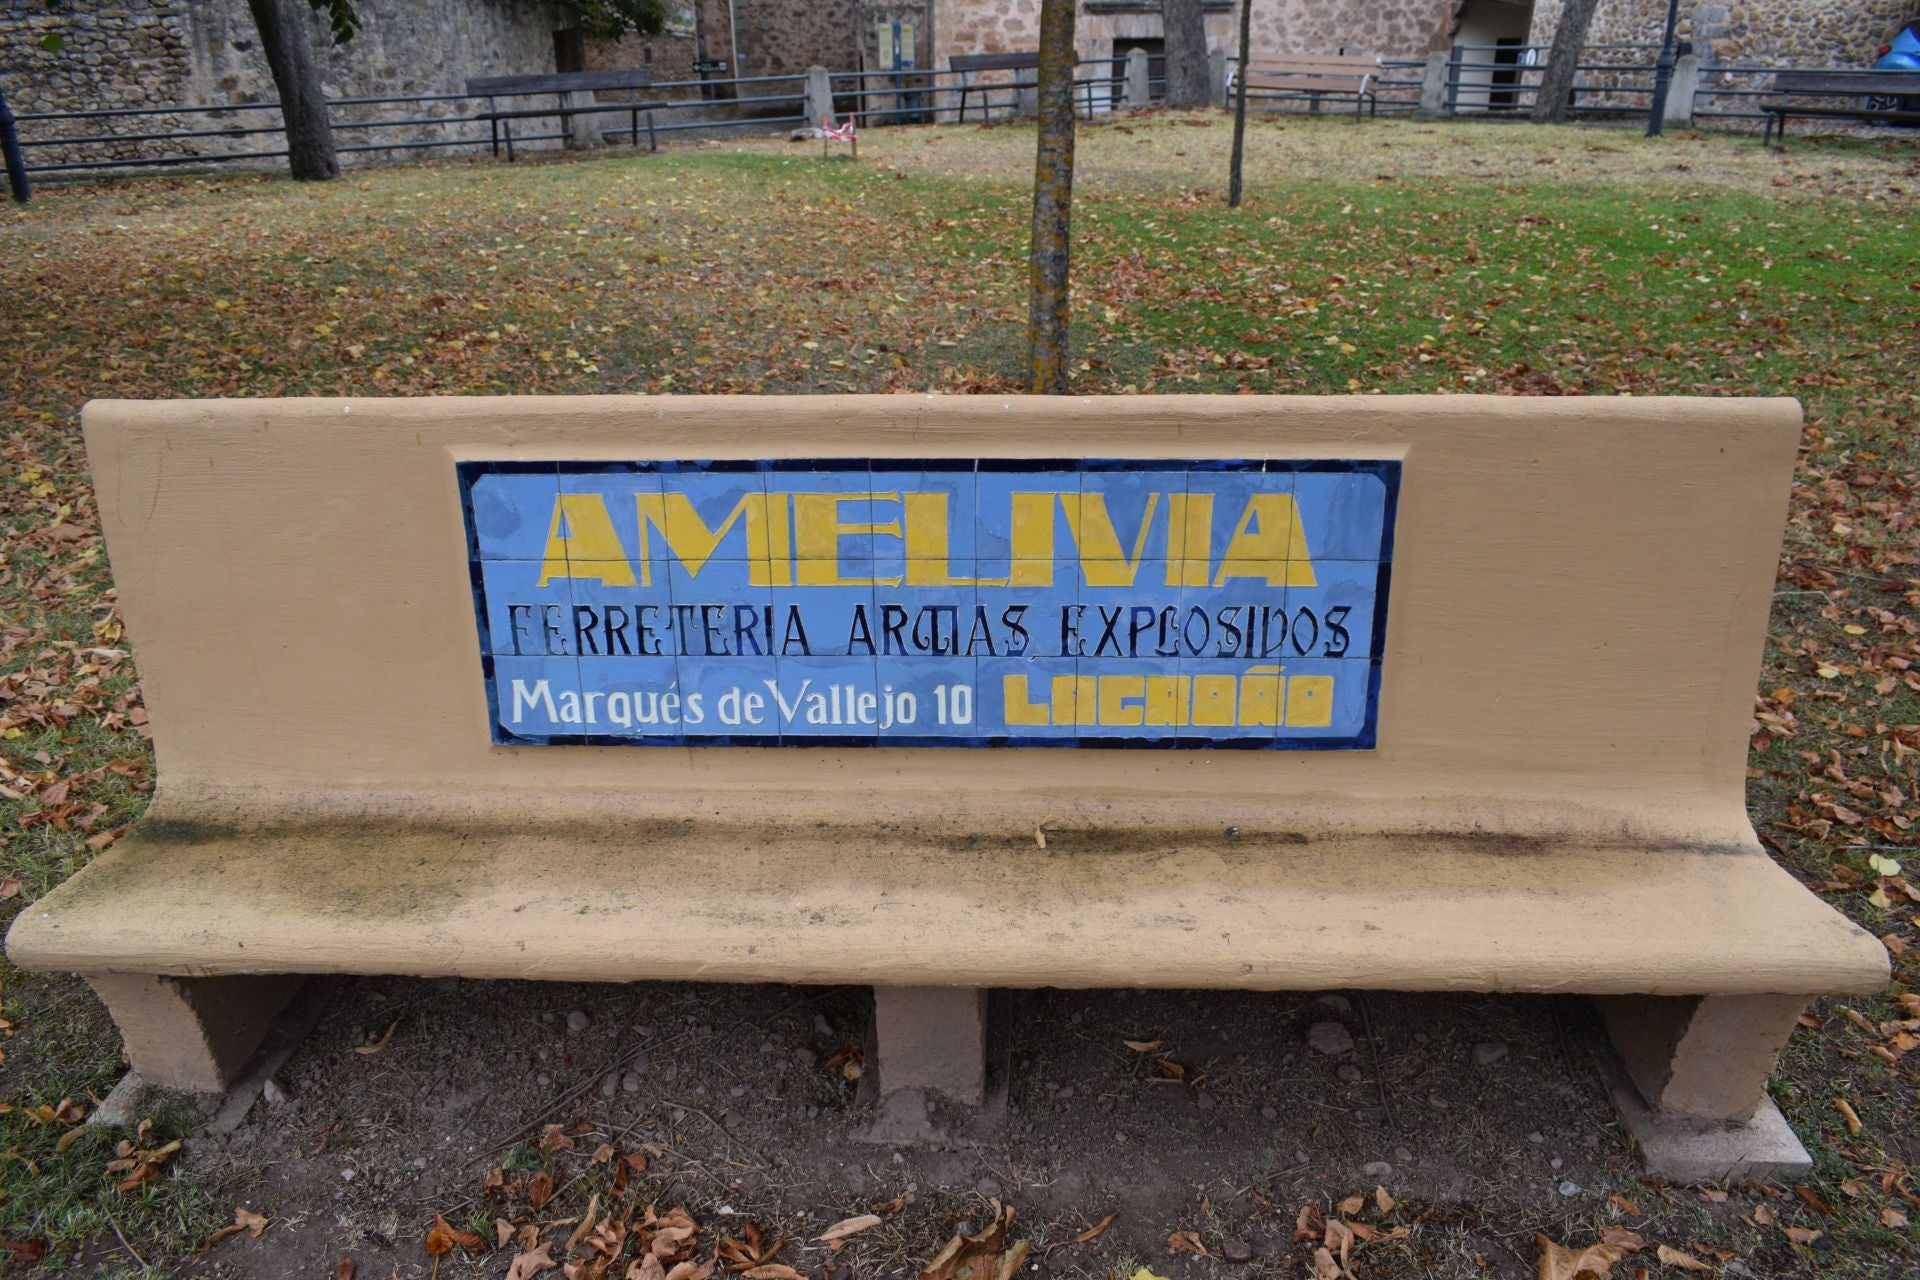 AMELIVIA
FERRETERIA ARMAS EXPLOSIVOS
Marqués de Vallejo 10 LOGROÑO